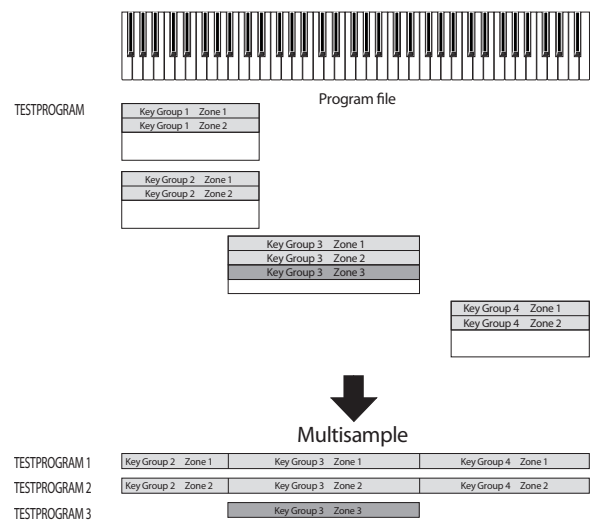 Program file
TESTPROGRAM
Key Group 1 Zone 1
Key Group 1 Zone 2
Key Group 2 Zone 1
Key Group 2 Zone 2
Key Group 3 Zone 1
Key Group 3 Zone 2
Key Group 3 Zone 3
Key Group 4 Zone 1
Key Group 4 Zone 2
Multisample
TESTPROGRAM 1 Key Group 2 Zone 1 Key Group 3 Zone 1 Key Group 4 Zone 1
TESTPROGRAM 2 Key Group 2 Zone 2 Key Group 3 Zone 2 Key Group 4 Zone 2
TESTPROGRAM 3 Key Group 3 Zone 3